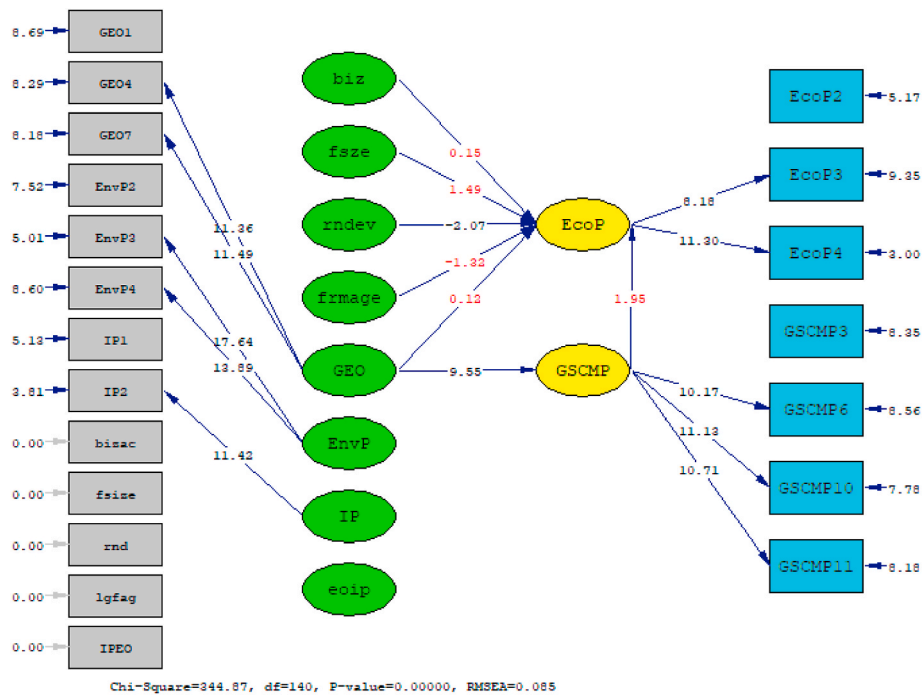 8.69 GEO1
8.29 GEO4
8.18 GEO7
7.52 EnvP2
5.01 EnvP3
8.60 EnvP4
5.13 IP1
3.81 IP2
0.00 bizac
0.00 fsize
0.00 rnd
0.00 lgfag
0.00 IPEO
11.36
11.49
17.64
13.89
11.42
biz
fsze
rndev
frmage
GEO
EnvP
IP
eoip
0.15
1.49
-2.07
-1.32
0.12
9.55
EcoP
1.95
GSCMP
8.18
11.30
10.17
11.13
10.71
EcoP2 5.17
EcoP3 9.35
EcoP4 3.00
GSCMP3 8.35
GSCMP6 8.56
GSCMP10 7.78
GSCMP11 8.18
Chi-Square=344.87, df=140, P-value=0.00000, RMSEA=0.085